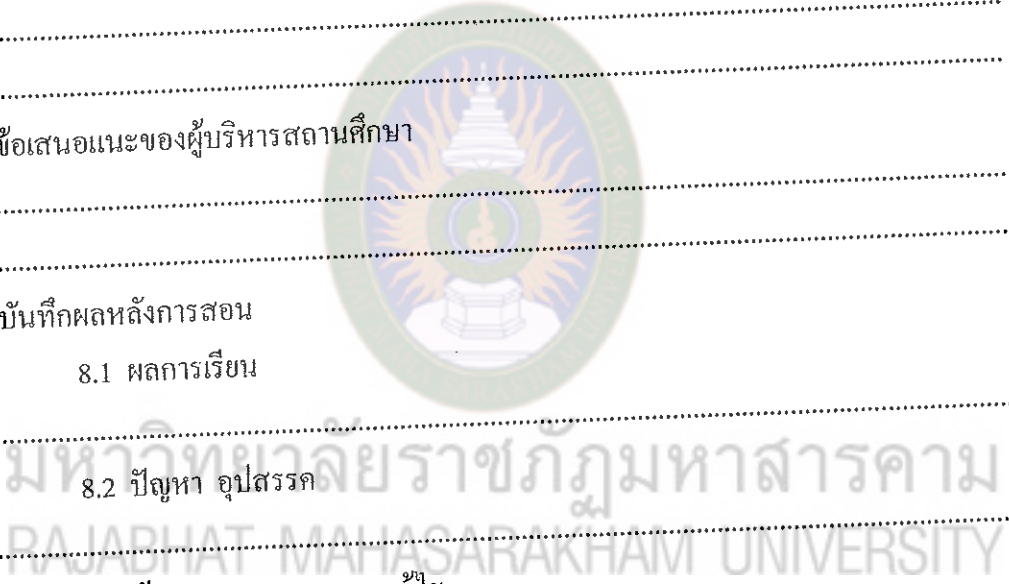 ข้อเสนอแนะของผู้บริหารสถานศึกษา
บันทึกผลหลังการสอน
8.1 ผลการเรียน
มหาวิทยาลัยราชภัฏมหาสารคาม
8.2 ปัญหา อุปสรรค
RAJABHAT MAHASARAKHAM UNIVERSITY